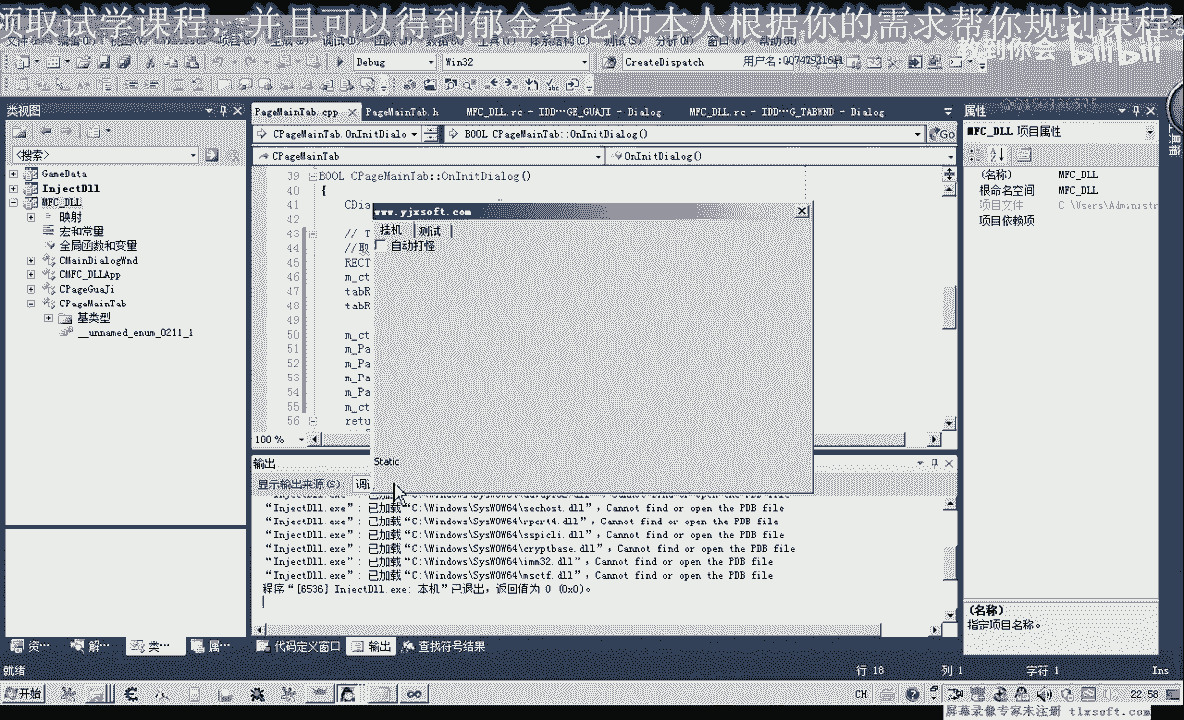 领取试学课程，并且可以得到郁金香老师本人根据你的需求帮你规划课程。
教到你会 bilibili
Debug Win32 CreateDispatch 用户名:
类视图
PageMainTab.cpp PageMainTab.h MFC_DLL.rc - IDD···GE_GUAJI - Dialog MFC_DLL.rc - IDD···G_TABWND - Dialog
属性
CPageMainTab.OnInitDialo BOOL CPageMainTab::OnInitDialog() Go
MFC_DLL 项目属性
<搜索>
CPageMainTab OnInitDialog()
GameData
InjectDll
MFC_DLL
映射
宏和常量
全局函数和变量
CMainDialogWnd
CMFC_DLLApp
CPageGuaJi
CPageMainTab
基类型
__unnamed_enum_0211_1
39 BOOL CPageMainTab::OnInitDialog()
40 {
41 CDia
42
43 // T
44 //取
45 RECT
46 m_ct
47 tabR
48 tabR
49
50 m_ct
51 m_Pa
52 m_Pa
53 m_Pa
54 m_Pa
55 m_ct
56 retu
100 %
www.yjxsoft.com
挂机 测试
自动打怪
Static
(名称) MFC_DLL
根命名空间 MFC_DLL
项目文件 C:\Users\Administr
项目依赖项
输出
显示输出来源(S): 调
“InjectDll.exe”: 已加载“C:\Windows\SysWOW64\sechost.dll”，Cannot find or open the PDB file
“InjectDll.exe”: 已加载“C:\Windows\SysWOW64\rpcrt4.dll”，Cannot find or open the PDB file
“InjectDll.exe”: 已加载“C:\Windows\SysWOW64\sspicli.dll”，Cannot find or open the PDB file
“InjectDll.exe”: 已加载“C:\Windows\SysWOW64\cryptbase.dll”，Cannot find or open the PDB file
“InjectDll.exe”: 已加载“C:\Windows\SysWOW64\imm32.dll”，Cannot find or open the PDB file
“InjectDll.exe”: 已加载“C:\Windows\SysWOW64\msctf.dll”，Cannot find or open the PDB file
程序“[6536] InjectDll.exe: 本机”已退出，返回值为 0 (0x0)。
(名称)
指定项目名称。
资··· 解··· 类··· 属···
代码定义窗口 输出 查找符号结果
就绪 行 18 列 1 字符 1 Ins
开始 CH 22:58
屏幕录像专家未注册 tlxsoft.com